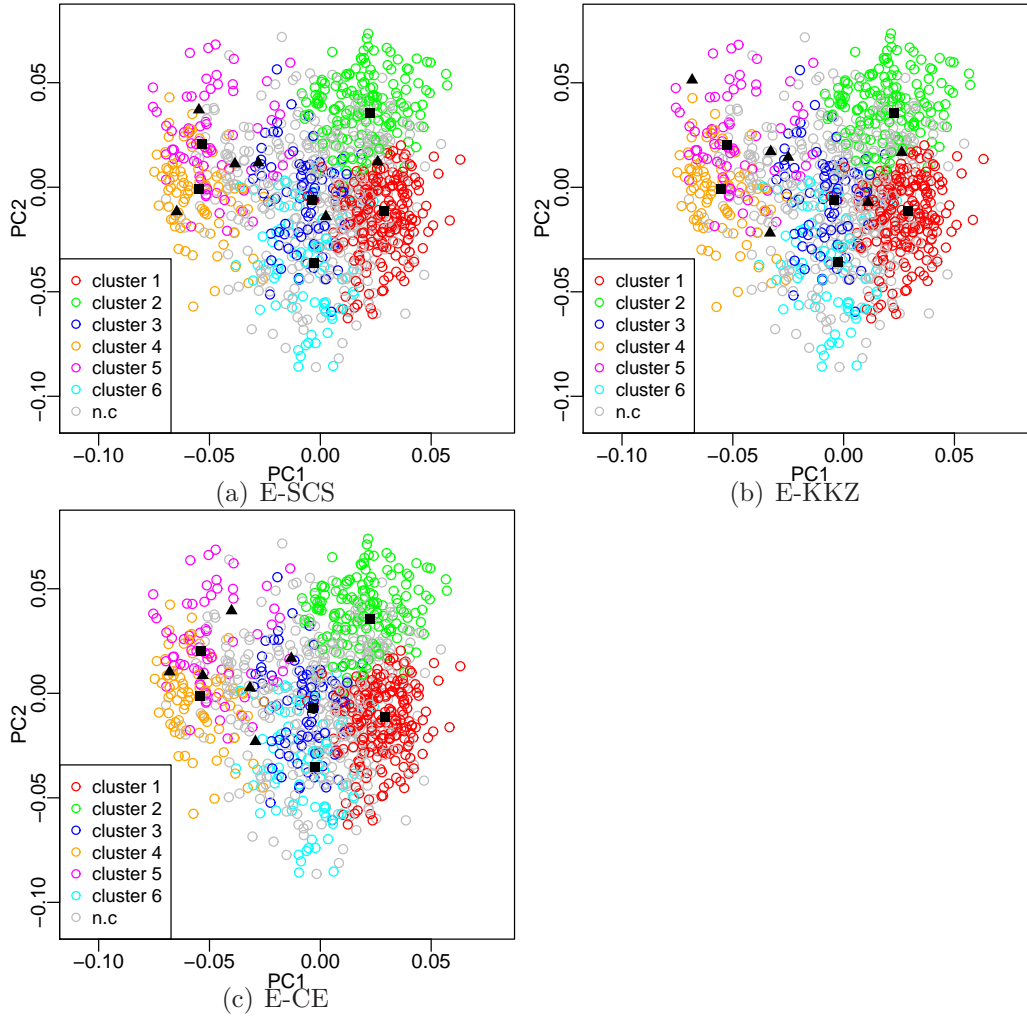 0.05
0.00
−0.05
−0.10
PC2
cluster 1
cluster 2
cluster 3
cluster 4
cluster 5
cluster 6
n.c
−0.10
−0.05
0.00
0.05
PC1
(a) E-SCS
0.05
0.00
−0.05
−0.10
PC2
cluster 1
cluster 2
cluster 3
cluster 4
cluster 5
cluster 6
n.c
−0.10
−0.05
0.00
0.05
PC1
(b) E-KKZ
0.05
0.00
−0.05
−0.10
PC2
cluster 1
cluster 2
cluster 3
cluster 4
cluster 5
cluster 6
n.c
−0.10
−0.05
0.00
0.05
PC1
(c) E-CE